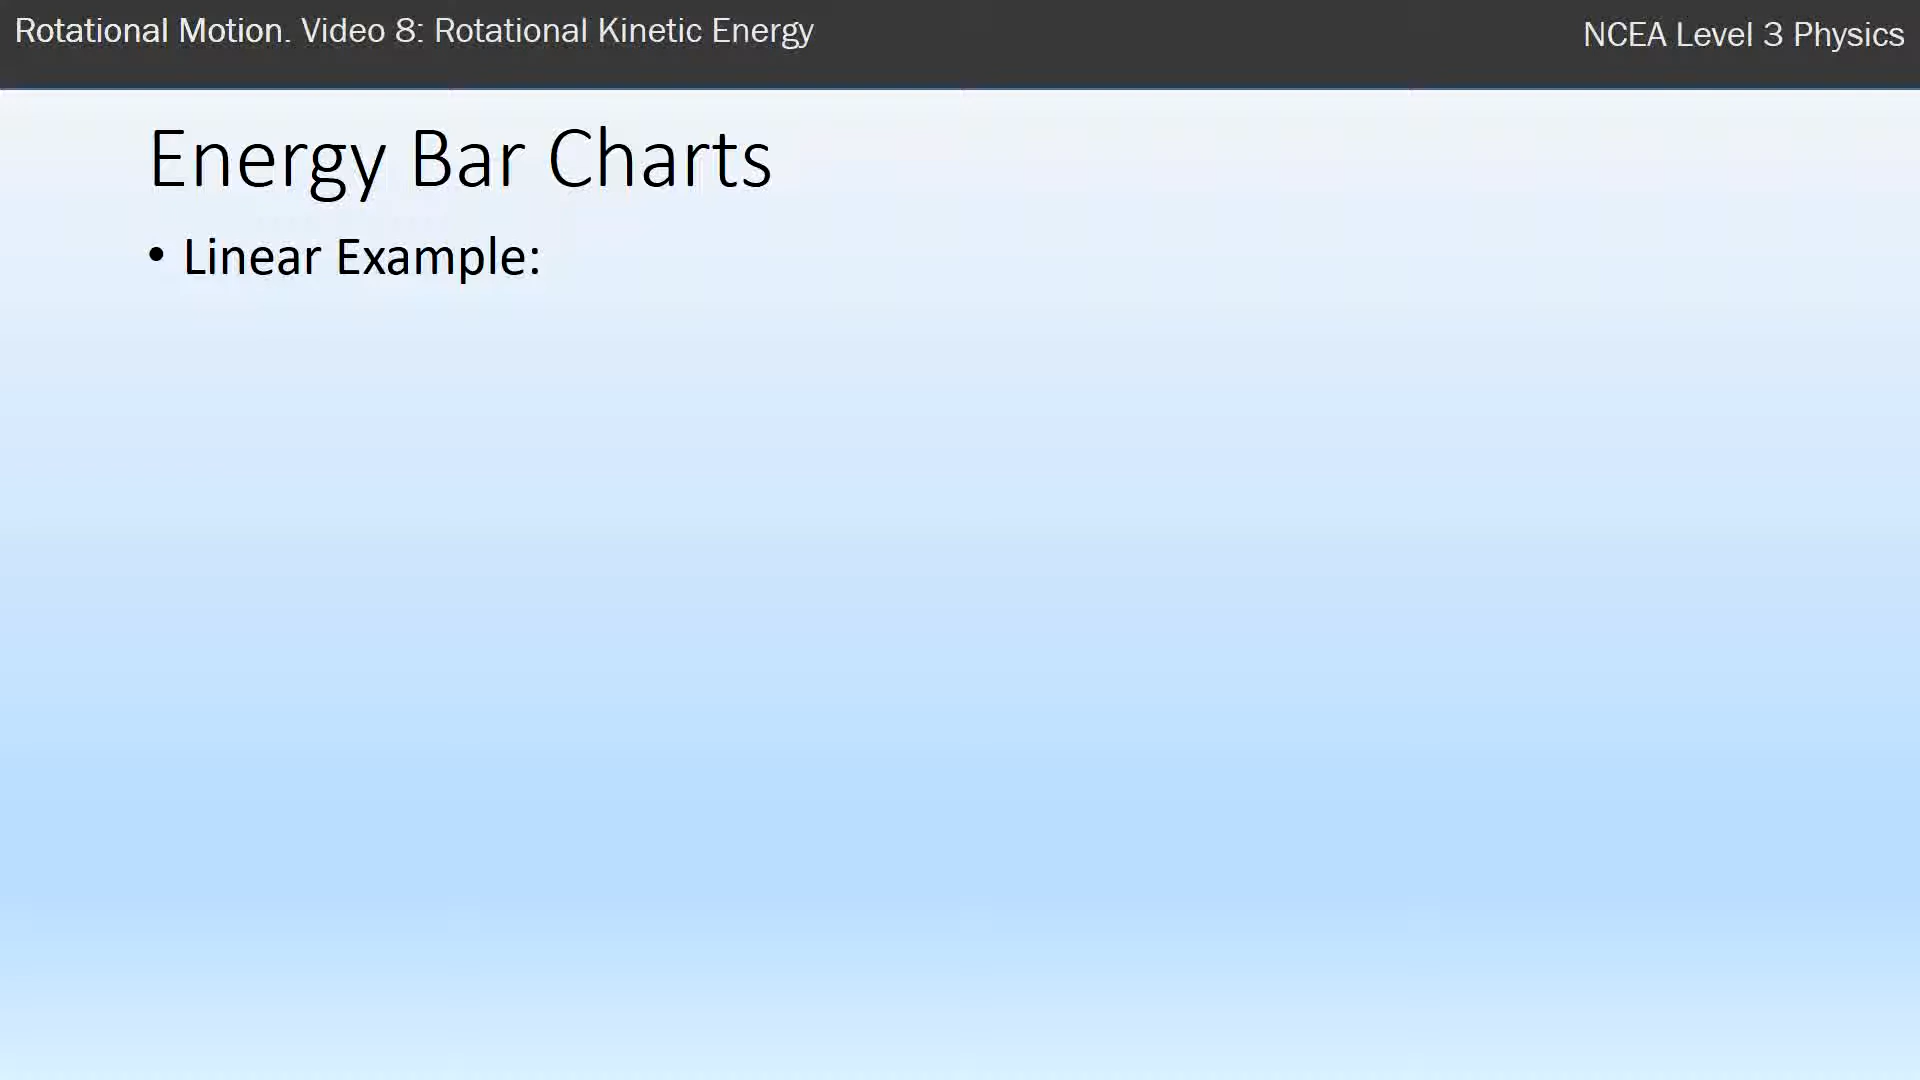 Rotational Motion. Video 8: Rotational Kinetic Energy
NCEA Level 3 Physics
Energy Bar Charts
• Linear Example: